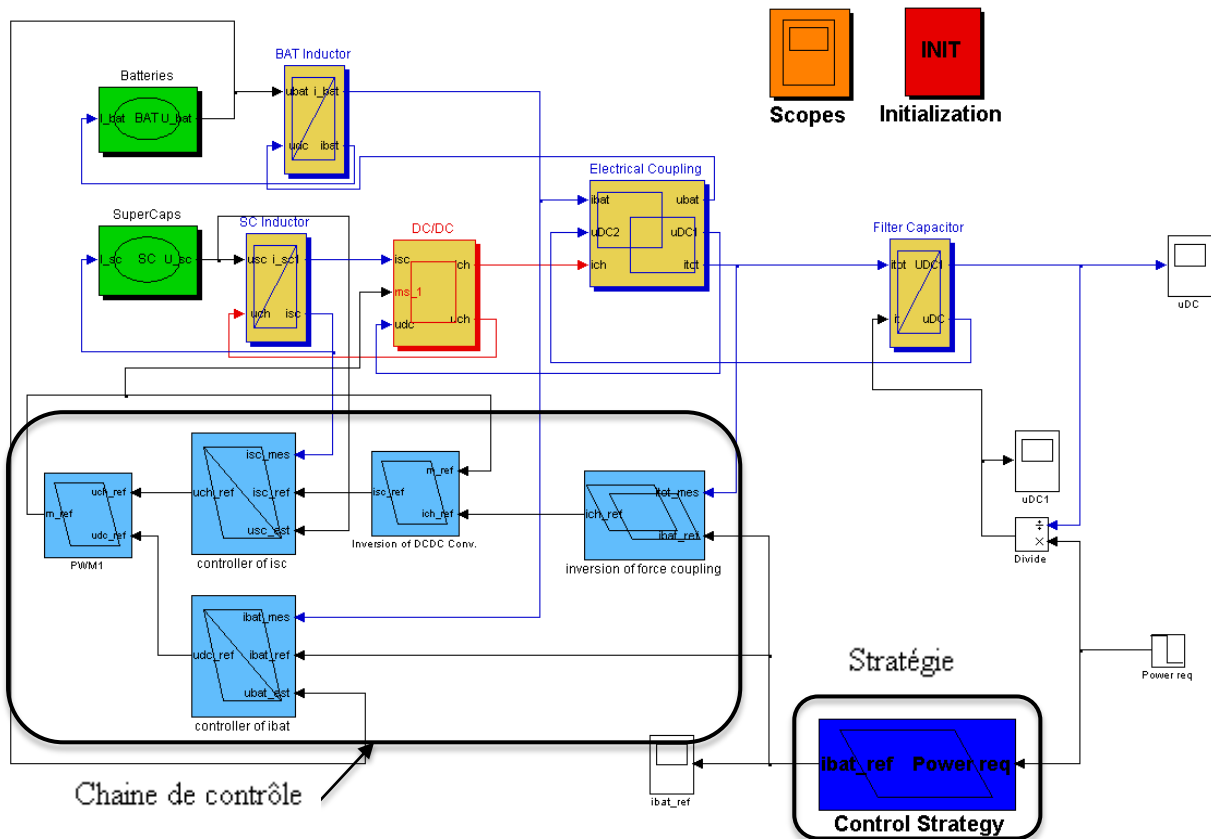 INIT
Scopes
Initialization
BAT Inductor
Batteries
ubat i_bat
I_bat BAT U_bat
udc ibat
Electrical Coupling
ibat ubat
uDC2 uDC1
ich itot
SuperCaps
SC Inductor
DC/DC
Filter Capacitor
I_sc SC U_sc
usc i_sc1
uch isc
isc Ich
ms_1
udc uch
itot UDC1
it uDC
uDC
isc_mes
uch_ref isc_ref
usc_est
controller of isc
m_ref
isc_ref
ich_ref
Inversion of DCDC Conv.
itot_mes
ich_ref
ibat_ref
inversion of force coupling
uch_ref
m_ref
udc_ref
PWM1
uDC1
÷
×
Divide
ibat_mes
udc_ref ibat_ref
ubat_est
controller of ibat
Stratégie
Power req
ibat_ref Power req
Control Strategy
Chaine de contrôle
ibat_ref